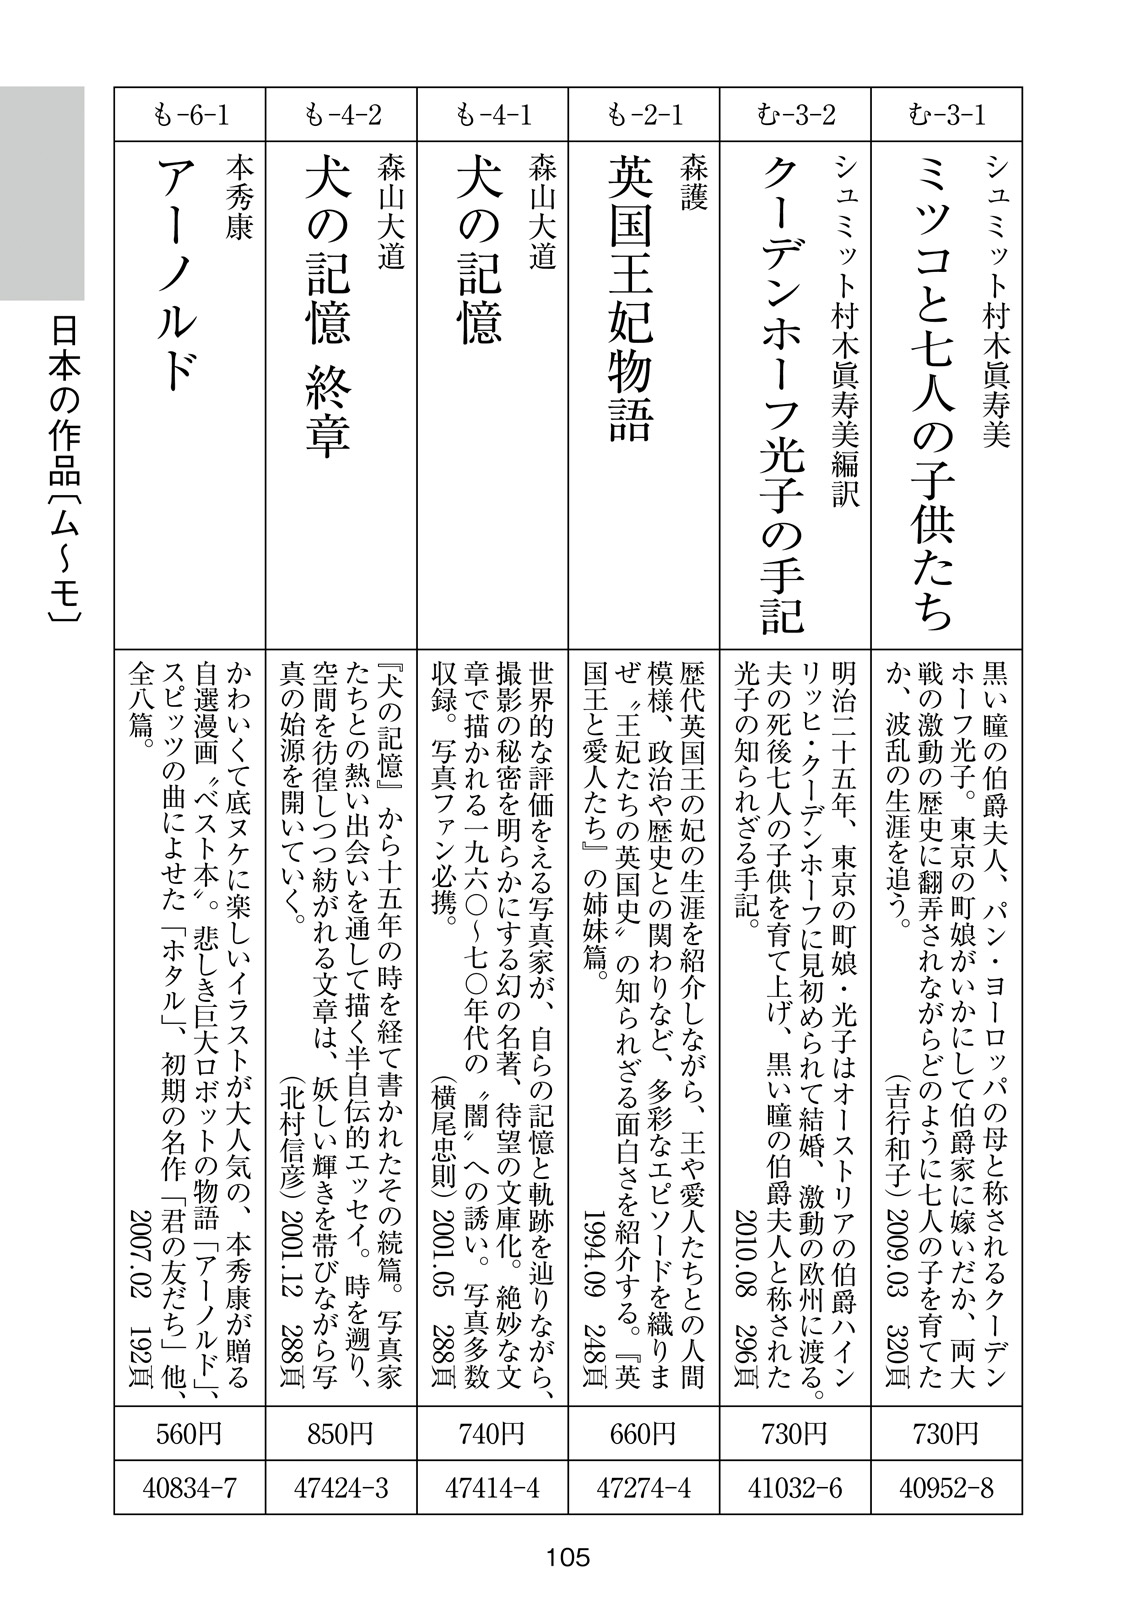 日本の作品〔ム～モ〕
む-3-1
シュミット村木眞寿美
ミツコと七人の子供たち
黒い瞳の伯爵夫人、パン・ヨーロッパの母と称されるクーデン
ホーフ光子。東京の町娘がいかにして伯爵家に嫁いだか、両大
戦の激動の歴史に翻弄されながらどのように七人の子を育てた
か、波乱の生涯を追う。
(吉行和子) 2009.03 320頁
730円
40952-8
む-3-2
シュミット村木眞寿美編訳
クーデンホーフ光子の手記
明治二十五年、東京の町娘・光子はオーストリアの伯爵ハイン
リッヒ・クーデンホーフに見初められて結婚、激動の欧州に渡る。
夫の死後七人の子供を育て上げ、黒い瞳の伯爵夫人と称された
光子の知られざる手記。
2010.08 296頁
730円
41032-6
も-2-1
森護
英国王妃物語
歴代英国王の妃の生涯を紹介しながら、王や愛人たちとの人間
模様、政治や歴史との関わりなど、多彩なエピソードを織りま
ぜ〝王妃たちの英国史〟の知られざる面白さを紹介する。『英
国王と愛人たち』の姉妹篇。
1994.09 248頁
660円
47274-4
も-4-1
森山大道
犬の記憶
世界的な評価をえる写真家が、自らの記憶と軌跡を辿りながら、
撮影の秘密を明らかにする幻の名著、待望の文庫化。絶妙な文
章で描かれる一九六〇～七〇年代の〝闇〟への誘い。写真多数
収録。写真ファン必携。
(横尾忠則) 2001.05 288頁
740円
47414-4
も-4-2
森山大道
犬の記憶 終章
『犬の記憶』から十五年の時を経て書かれたその続篇。写真家
たちとの熱い出会いを通して描く半自伝的エッセイ。時を遡り、
空間を彷徨しつつ紡がれる文章は、妖しい輝きを帯びながら写
真の始源を開いていく。
(北村信彦) 2001.12 288頁
850円
47424-3
も-6-1
本秀康
アーノルド
かわいくて底ヌケに楽しいイラストが大人気の、本秀康が贈る
自選漫画〝ベスト本〟。悲しき巨大ロボットの物語「アーノルド」、
スピッツの曲によせた「ホタル」、初期の名作「君の友だち」他、
全八篇。
2007.02 192頁
560円
40834-7
105